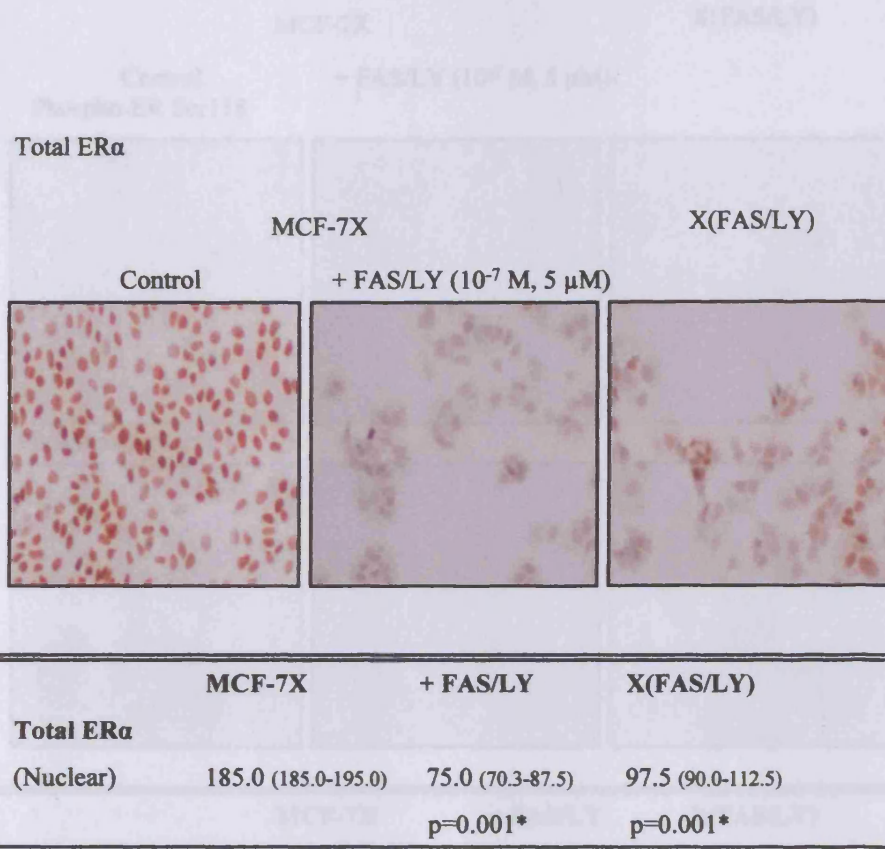 Total ERα
MCF-7X X(FAS/LY)
Control + FAS/LY (10⁻⁷ M, 5 µM)
MCF-7X + FAS/LY X(FAS/LY)
Total ERα
(Nuclear) 185.0 (185.0-195.0) 75.0 (70.3-87.5) 97.5 (90.0-112.5)
p=0.001* p=0.001*